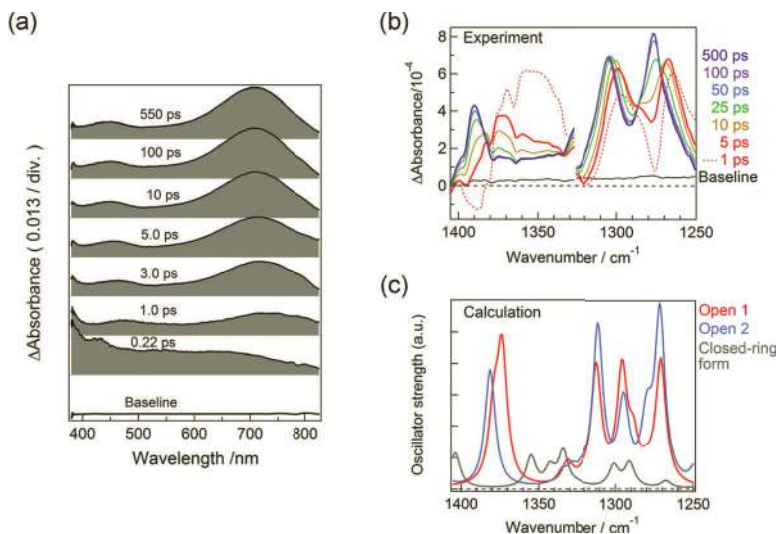 (a)
550 ps
100 ps
10 ps
5.0 ps
3.0 ps
1.0 ps
0.22 ps
Baseline
ΔAbsorbance ( 0.013 / div. )
400 500 600 700 800
Wavelength /nm
(b)
Experiment
ΔAbsorbance/10⁻⁴
8
6
4
2
0
500 ps
100 ps
50 ps
25 ps
10 ps
5 ps
1 ps
Baseline
1400 1350 1300 1250
Wavenumber / cm⁻¹
(c)
Calculation
Oscillator strength (a.u.)
Open 1
Open 2
Closed-ring
form
1400 1350 1300 1250
Wavenumber / cm⁻¹